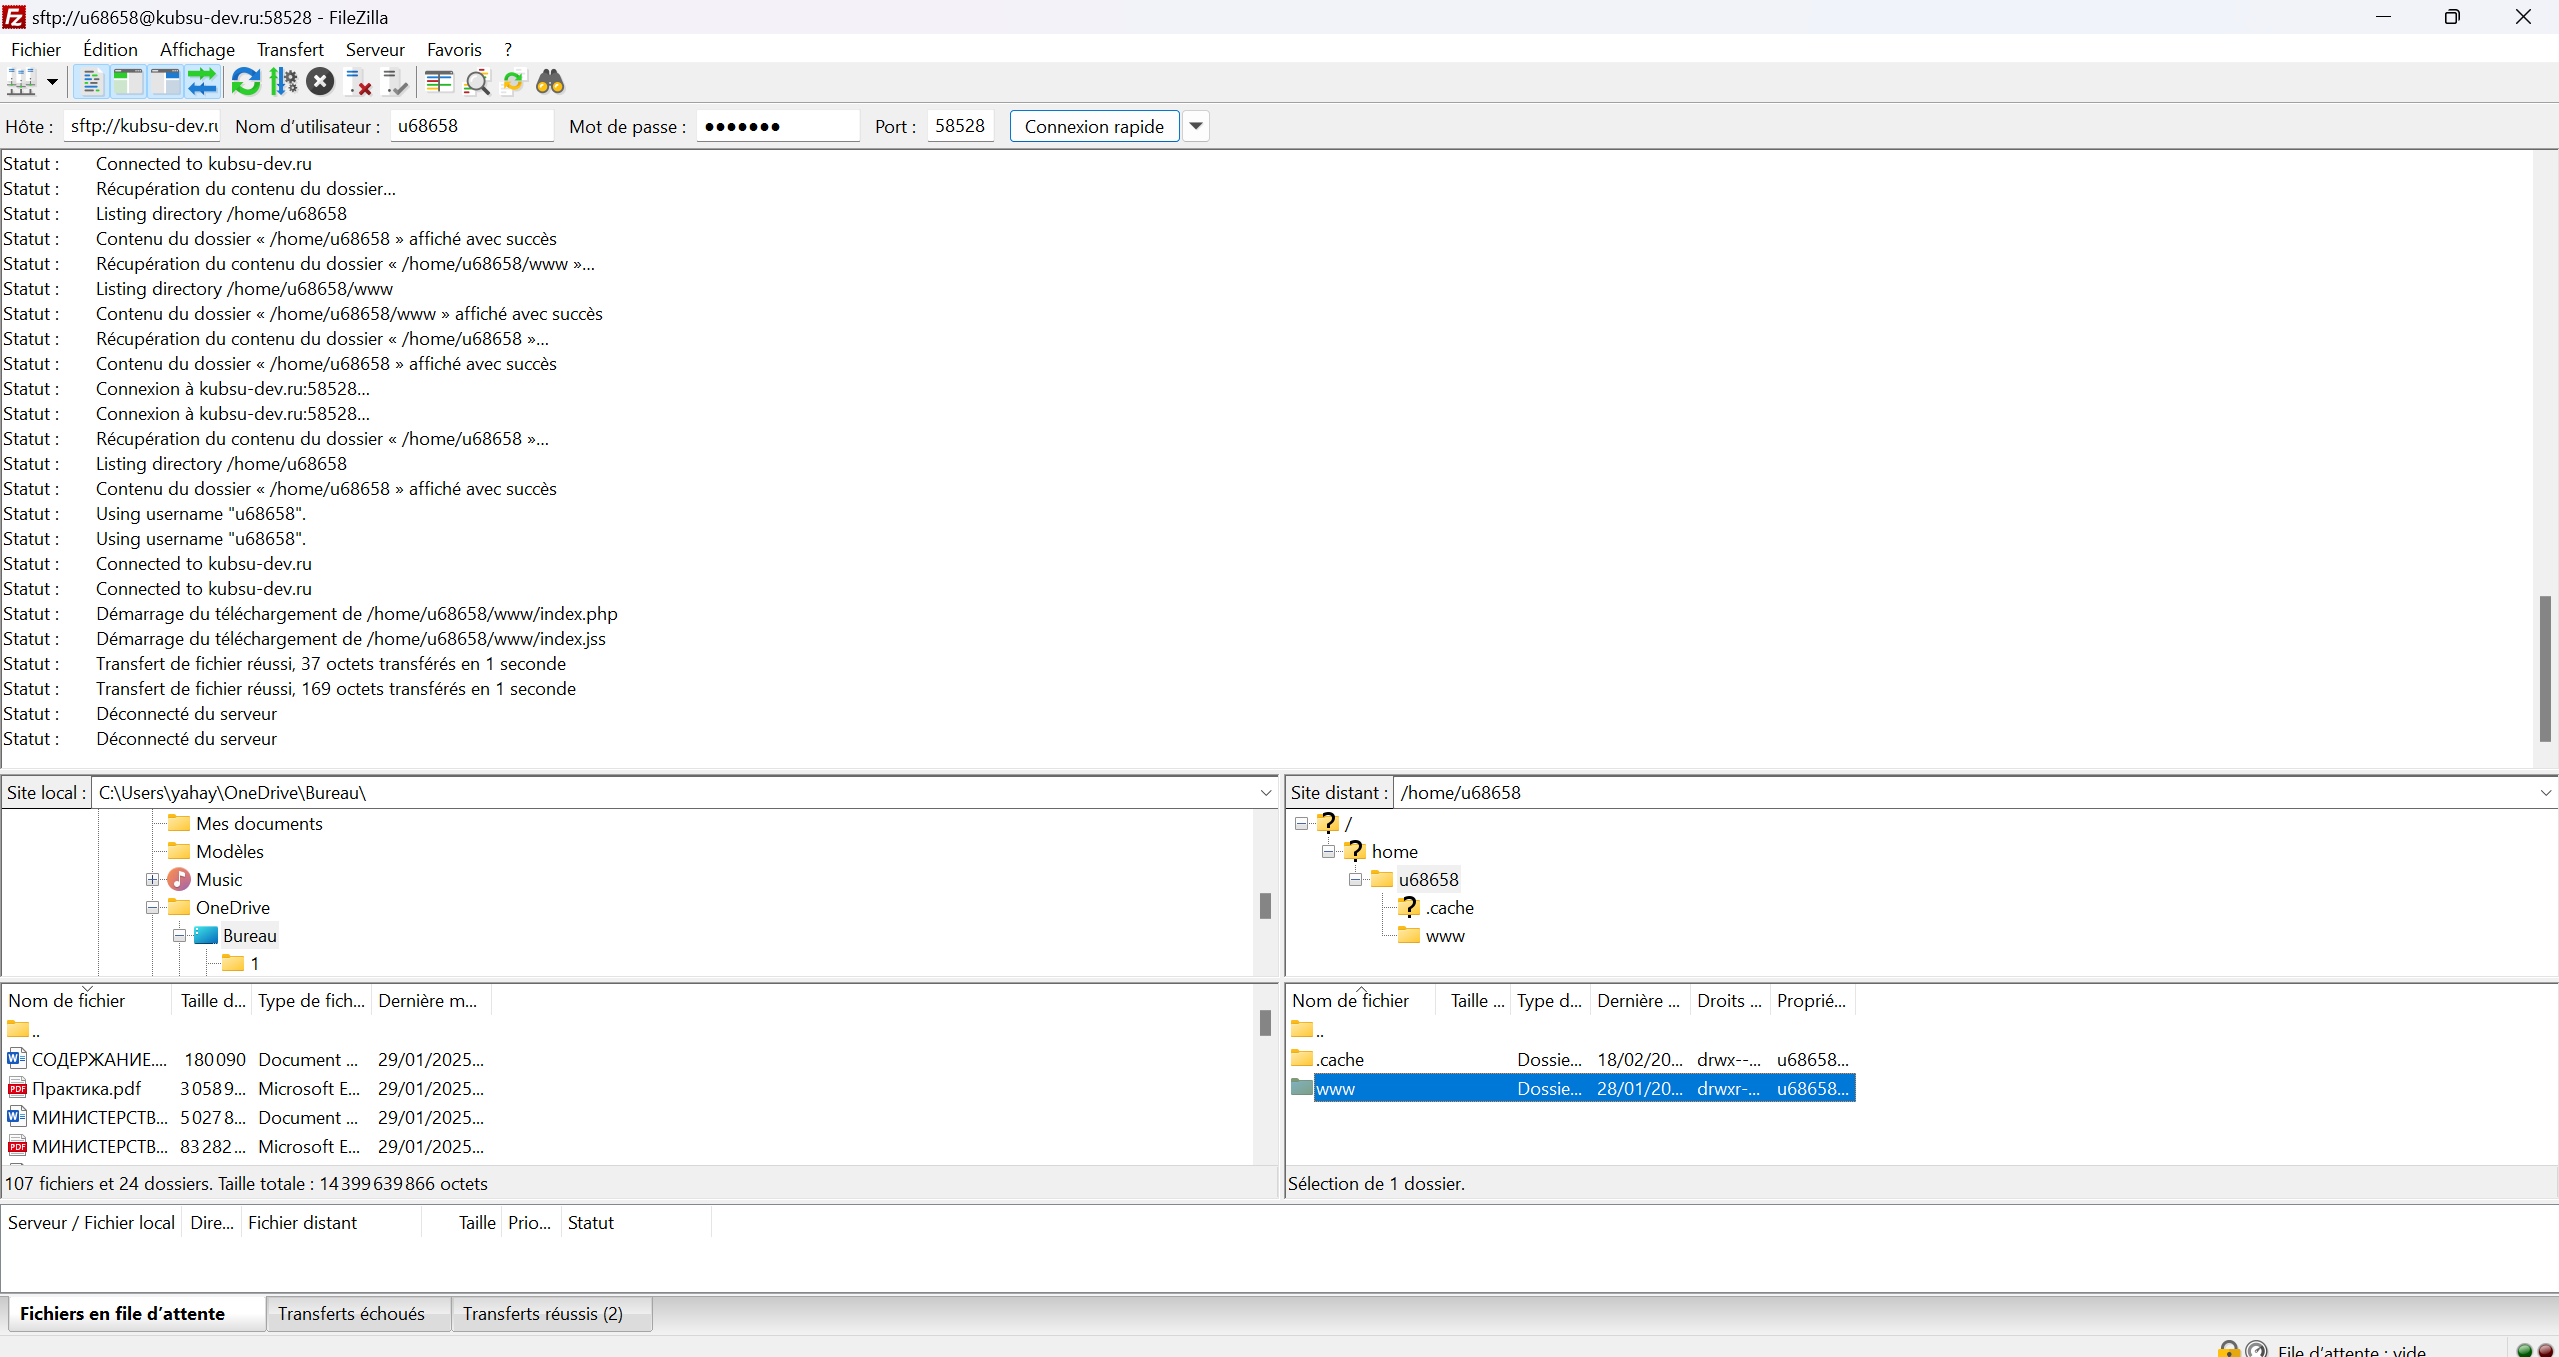 sftp://u68658@kubsu-dev.ru:58528 - FileZilla
Fichier Édition Affichage Transfert Serveur Favoris ?
Hôte : sftp://kubsu-dev.ru Nom d'utilisateur : u68658 Mot de passe : ●●●●●●● Port : 58528 Connexion rapide
Statut : Connected to kubsu-dev.ru
Statut : Récupération du contenu du dossier...
Statut : Listing directory /home/u68658
Statut : Contenu du dossier « /home/u68658 » affiché avec succès
Statut : Récupération du contenu du dossier « /home/u68658/www »...
Statut : Listing directory /home/u68658/www
Statut : Contenu du dossier « /home/u68658/www » affiché avec succès
Statut : Récupération du contenu du dossier « /home/u68658 »...
Statut : Contenu du dossier « /home/u68658 » affiché avec succès
Statut : Connexion à kubsu-dev.ru:58528...
Statut : Connexion à kubsu-dev.ru:58528...
Statut : Récupération du contenu du dossier « /home/u68658 »...
Statut : Listing directory /home/u68658
Statut : Contenu du dossier « /home/u68658 » affiché avec succès
Statut : Using username "u68658".
Statut : Using username "u68658".
Statut : Connected to kubsu-dev.ru
Statut : Connected to kubsu-dev.ru
Statut : Démarrage du téléchargement de /home/u68658/www/index.php
Statut : Démarrage du téléchargement de /home/u68658/www/index.jss
Statut : Transfert de fichier réussi, 37 octets transférés en 1 seconde
Statut : Transfert de fichier réussi, 169 octets transférés en 1 seconde
Statut : Déconnecté du serveur
Statut : Déconnecté du serveur
Site local : C:\Users\yahay\OneDrive\Bureau\
Mes documents
Modèles
Music
OneDrive
Bureau
1
Nom de fichier Taille d... Type de fich... Dernière m...
..
СОДЕРЖАНИЕ.... 180 090 Document ... 29/01/2025...
Практика.pdf 3 058 9... Microsoft E... 29/01/2025...
МИНИСТЕРСТВ... 5 027 8... Document ... 29/01/2025...
МИНИСТЕРСТВ... 83 282 ... Microsoft E... 29/01/2025...
107 fichiers et 24 dossiers. Taille totale : 14 399 639 866 octets
Site distant : /home/u68658
/
home
u68658
.cache
www
Nom de fichier Taille ... Type d... Dernière ... Droits ... Proprié...
..
.cache Dossie... 18/02/20... drwx--... u68658...
www Dossie... 28/01/20... drwxr-... u68658...
Sélection de 1 dossier.
Serveur / Fichier local Dire... Fichier distant Taille Prio... Statut
Fichiers en file d'attente Transferts échoués Transferts réussis (2)
File d'attente : vide